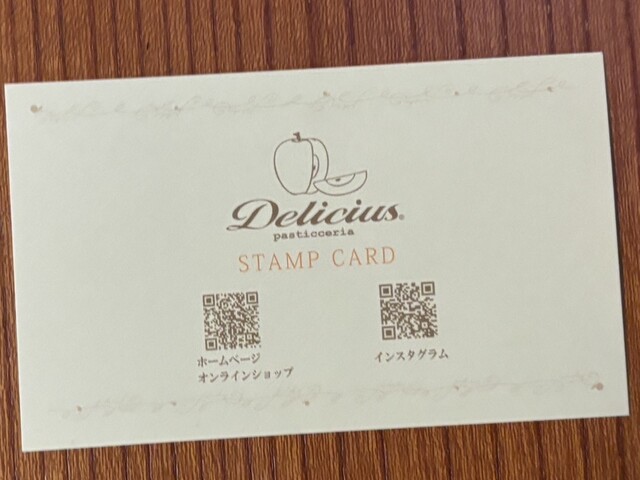 Delicius®
pasticceria
STAMP CARD
ホームページ
オンラインショップ
インスタグラム